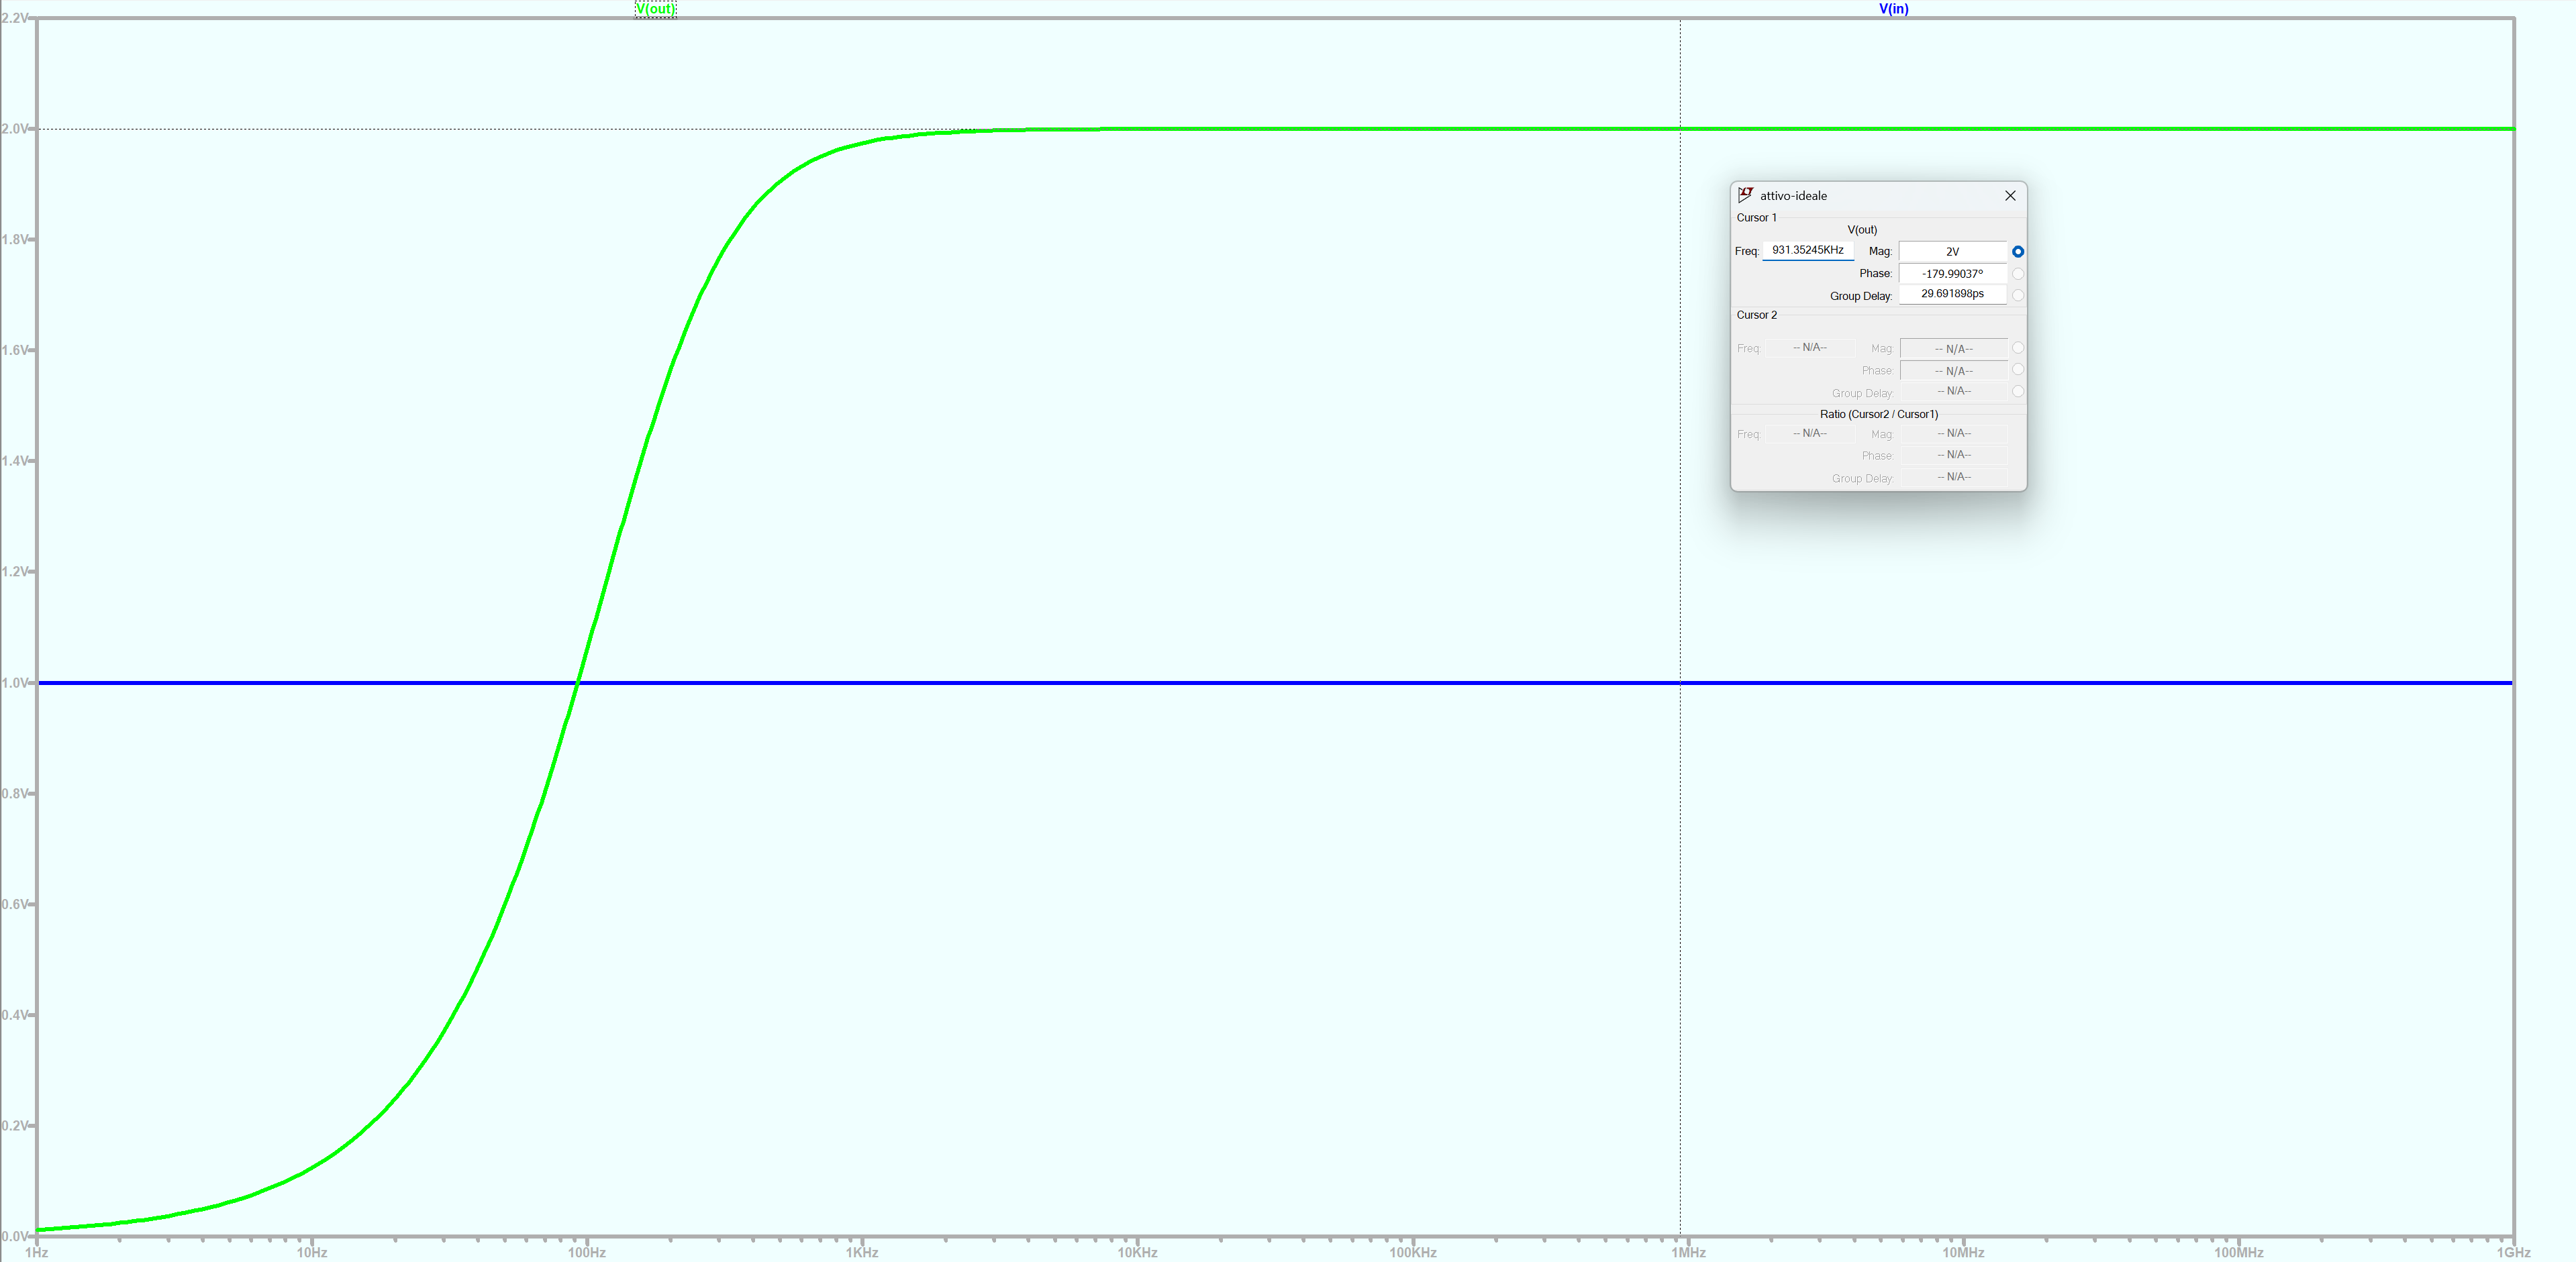 V(out) V(in)
2.2V
2.0V
1.8V
1.6V
1.4V
1.2V
1.0V
0.8V
0.6V
0.4V
0.2V
0.0V
1Hz 10Hz 100Hz 1KHz 10KHz 100KHz 1MHz 10MHz 100MHz 1GHz
attivo-ideale
Cursor 1
V(out)
Freq: 931.35245KHz Mag: 2V
Phase: -179.99037°
Group Delay: 29.691898ps
Cursor 2
Freq: -- N/A-- Mag: -- N/A--
Phase: -- N/A--
Group Delay: -- N/A--
Ratio (Cursor2 / Cursor1)
Freq: -- N/A-- Mag: -- N/A--
Phase: -- N/A--
Group Delay: -- N/A--